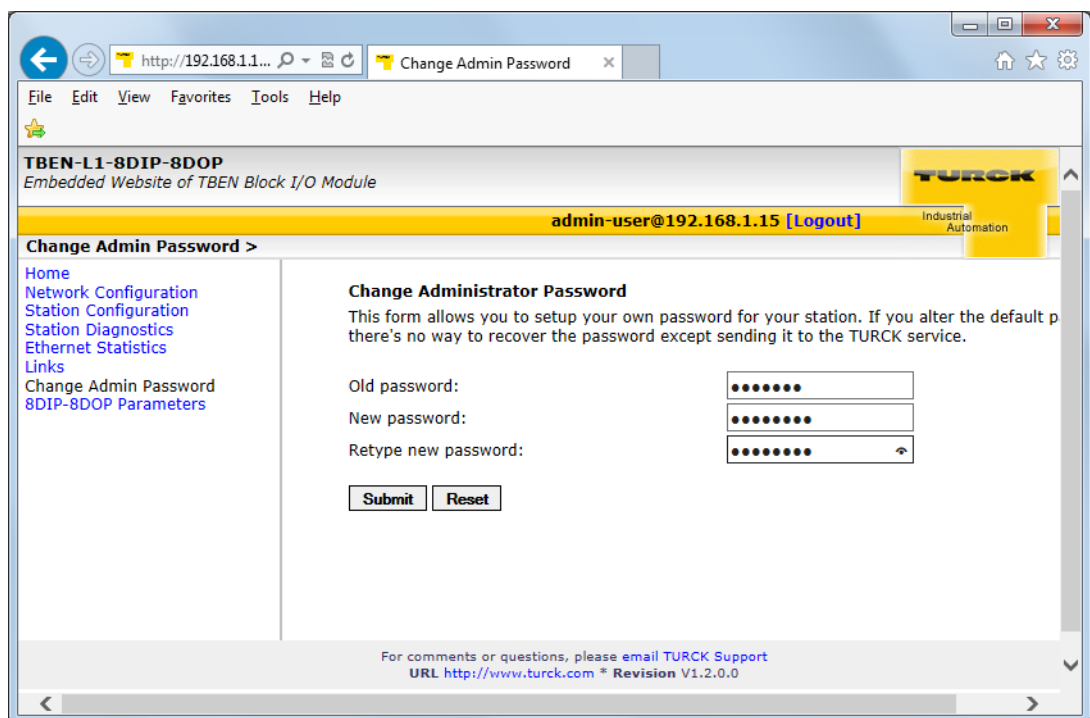 http://192.168.1.1...
Change Admin Password
File Edit View Favorites Tools Help
TBEN-L1-8DIP-8DOP
Embedded Website of TBEN Block I/O Module
TURCK
admin-user@192.168.1.15 [Logout]
Industrial
Automation
Change Admin Password >
Home
Network Configuration
Station Configuration
Station Diagnostics
Ethernet Statistics
Links
Change Admin Password
8DIP-8DOP Parameters
Change Administrator Password
This form allows you to setup your own password for your station. If you alter the default p
there's no way to recover the password except sending it to the TURCK service.
Old password:
New password:
Retype new password:
Submit Reset
For comments or questions, please email TURCK Support
URL http://www.turck.com * Revision V1.2.0.0